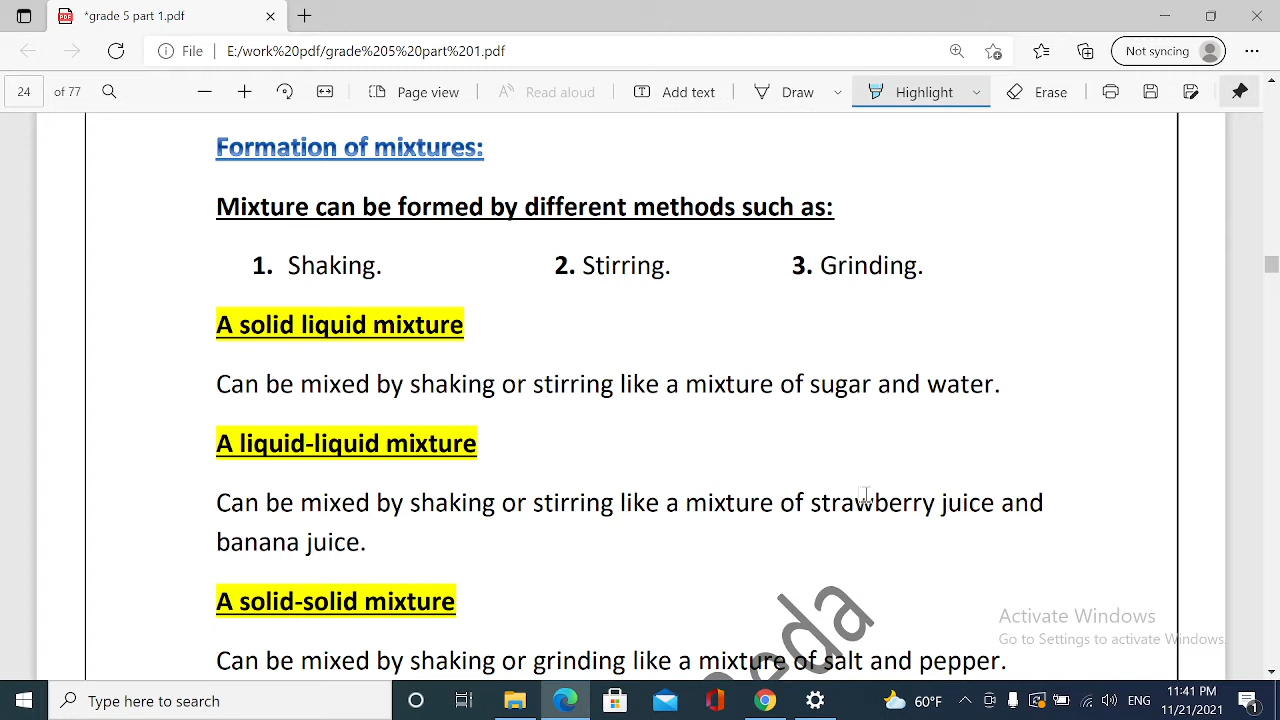 *grade 5 part 1.pdf
File E:/work%20pdf/grade%205%20part%201.pdf Not syncing
24 of 77 Page view Read aloud Add text Draw Highlight Erase
Formation of mixtures:
Mixture can be formed by different methods such as:
1. Shaking. 2. Stirring. 3. Grinding.
A solid liquid mixture
Can be mixed by shaking or stirring like a mixture of sugar and water.
A liquid-liquid mixture
Can be mixed by shaking or stirring like a mixture of strawberry juice and
banana juice.
A solid-solid mixture
Can be mixed by shaking or grinding like a mixture of salt and pepper.
Activate Windows
Go to Settings to activate Windows.
Type here to search 60°F ENG 11:41 PM
11/21/2021